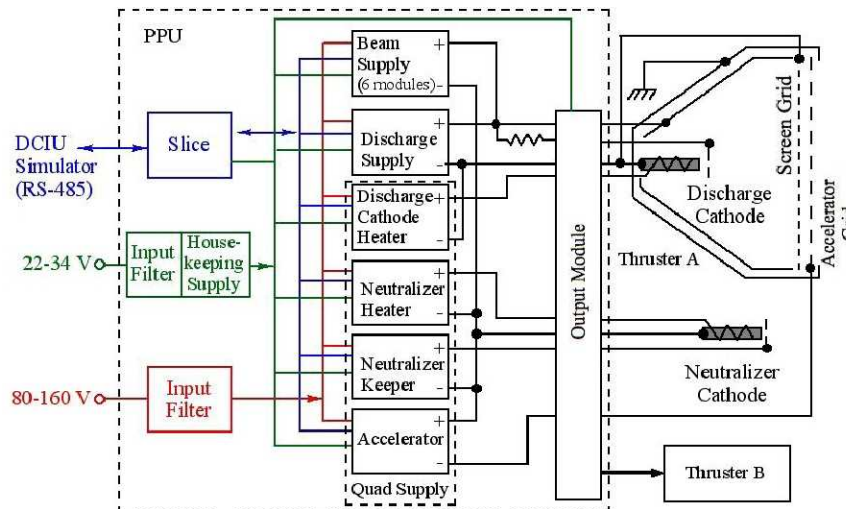 PPU
DCIU
Simulator
(RS-485)
Slice
22-34 V
Input
Filter
House-
keeping
Supply
80-160 V
Input
Filter
Beam
Supply
(6 modules)
+
-
Discharge
Supply
+
-
Discharge
Cathode
Heater
+
-
Neutralizer
Heater
+
-
Neutralizer
Keeper
+
-
Accelerator
+
-
Quad Supply
Output Module
Screen Grid
Accelerator
Grid
Discharge
Cathode
Thruster A
Neutralizer
Cathode
Thruster B